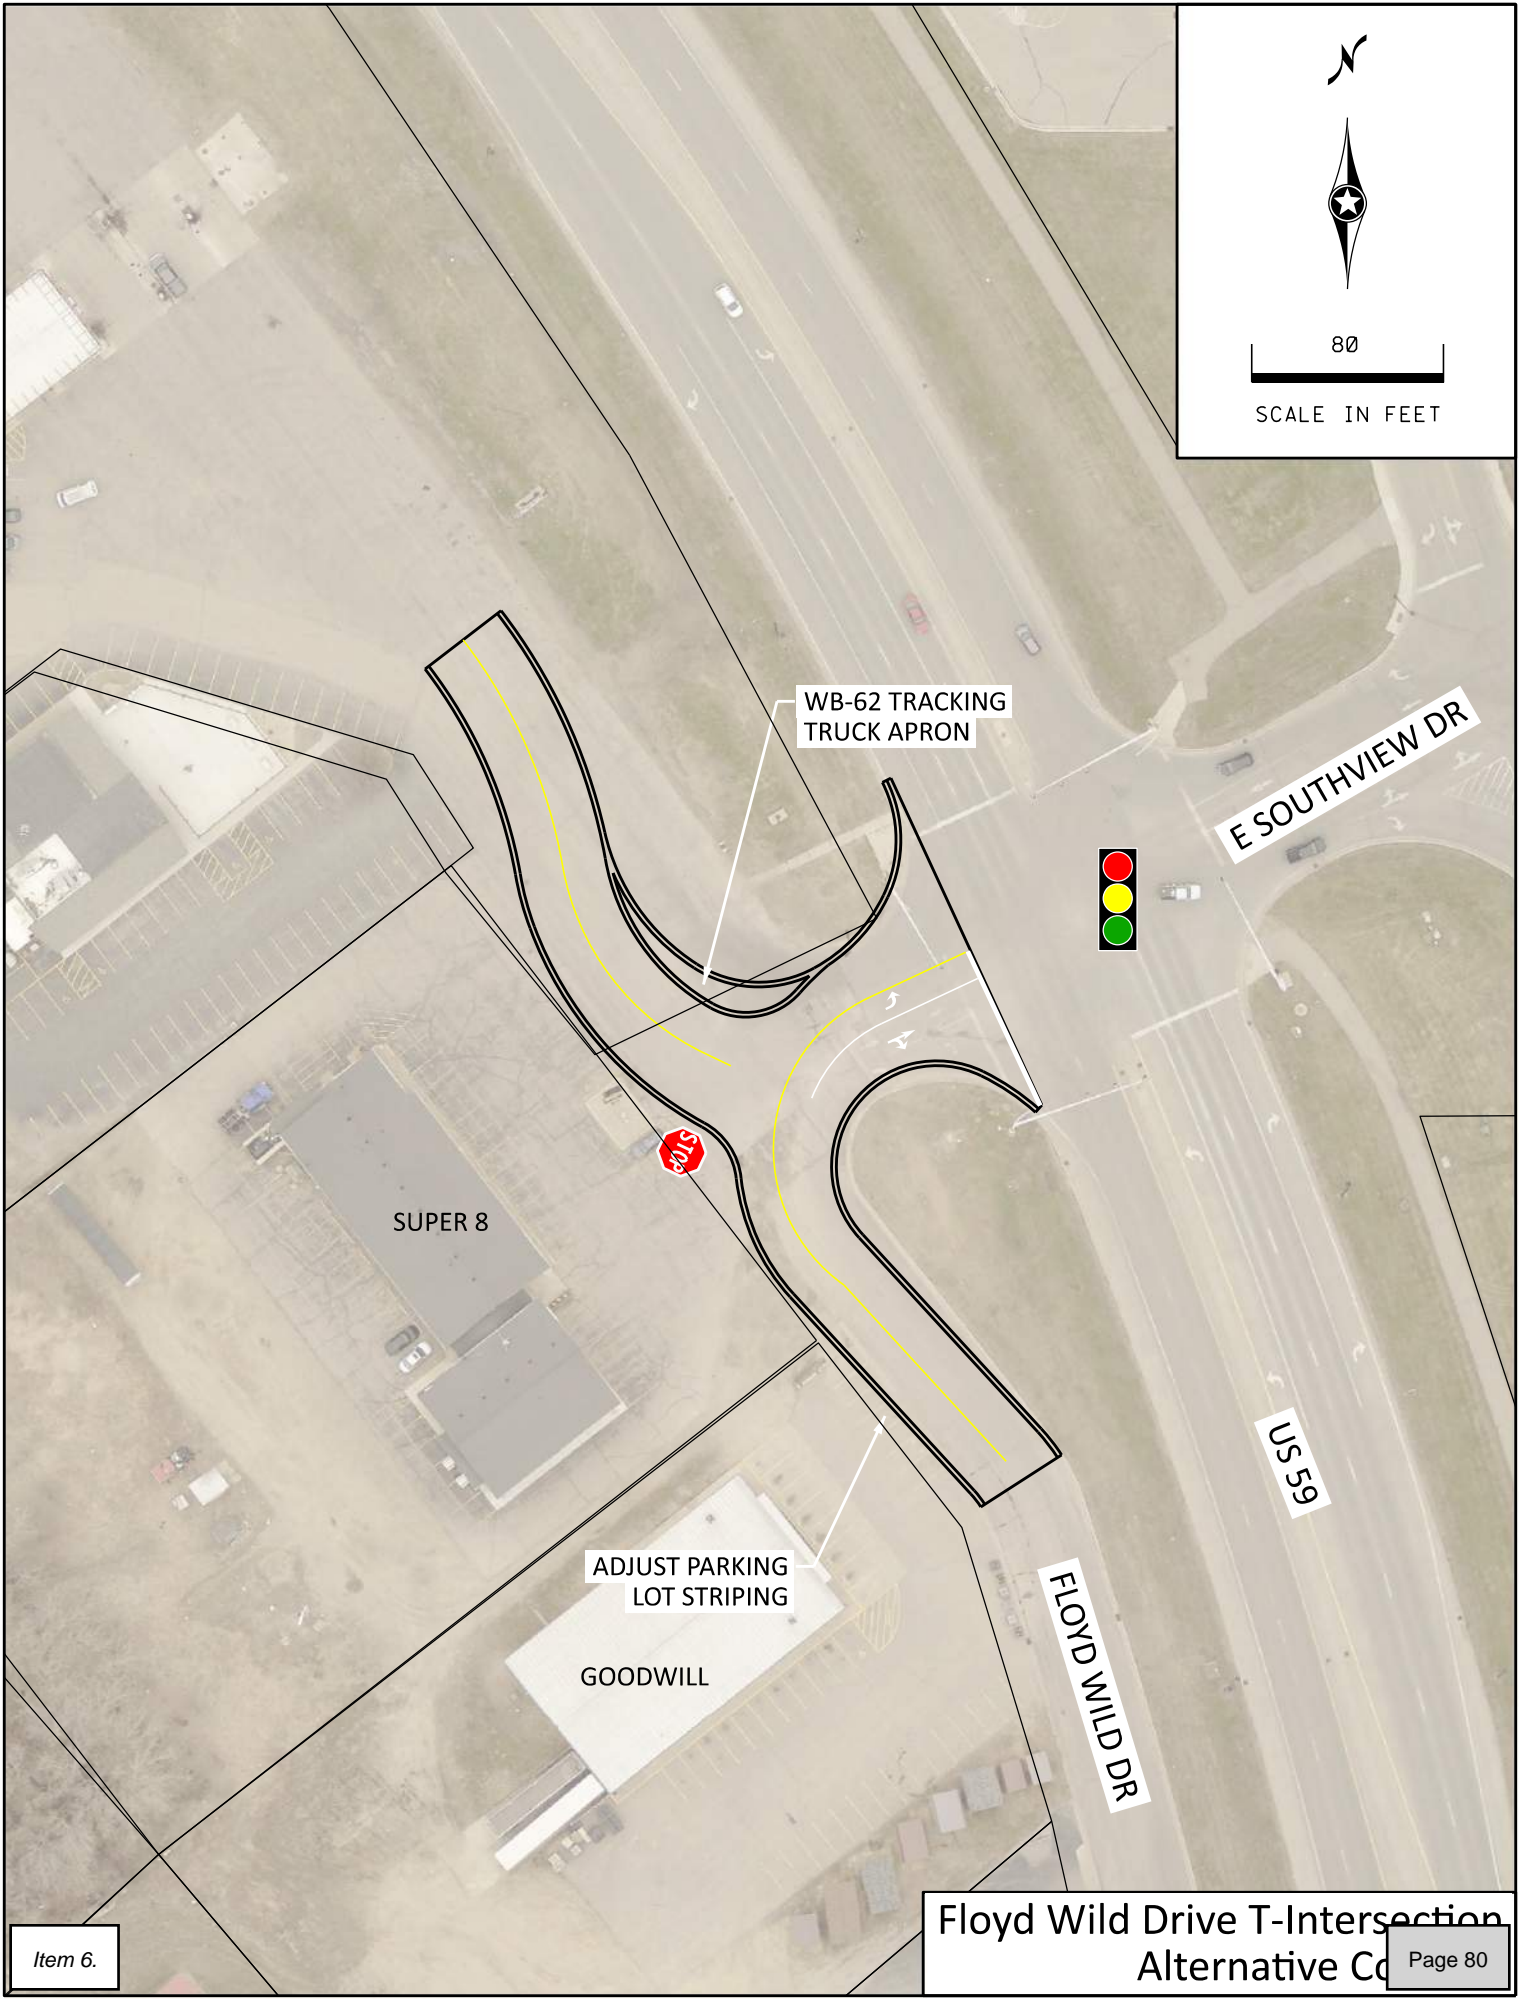 N
80
SCALE IN FEET
WB-62 TRACKING
TRUCK APRON
E SOUTHVIEW DR
STOP
SUPER 8
US 59
ADJUST PARKING
LOT STRIPING
FLOYD WILD DR
GOODWILL
Floyd Wild Drive T-Intersection
Alternative
Item 6.
Page 80